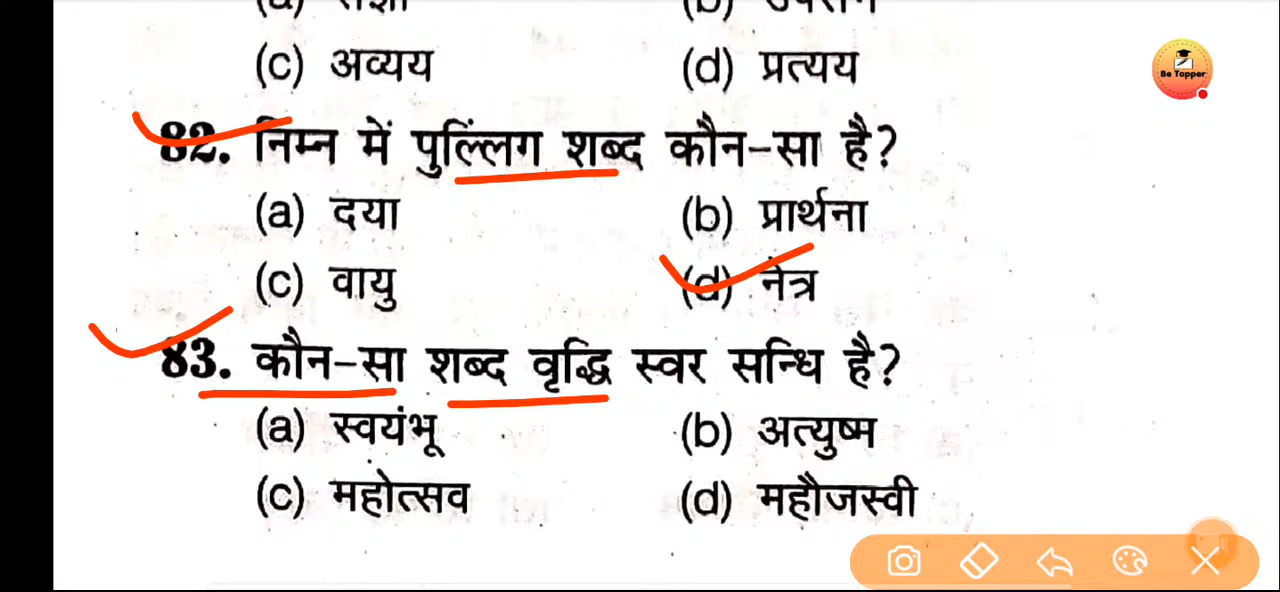 (c) अव्यय (d) प्रत्यय
Be Topper
82. निम्न में पुल्लिंग शब्द कौन-सा है?
(a) दया (b) प्रार्थना
(c) वायु (d) नेत्र
83. कौन-सा शब्द वृद्धि स्वर सन्धि है?
(a) स्वयंभू (b) अत्युष्म
(c) महोत्सव (d) महौजस्वी